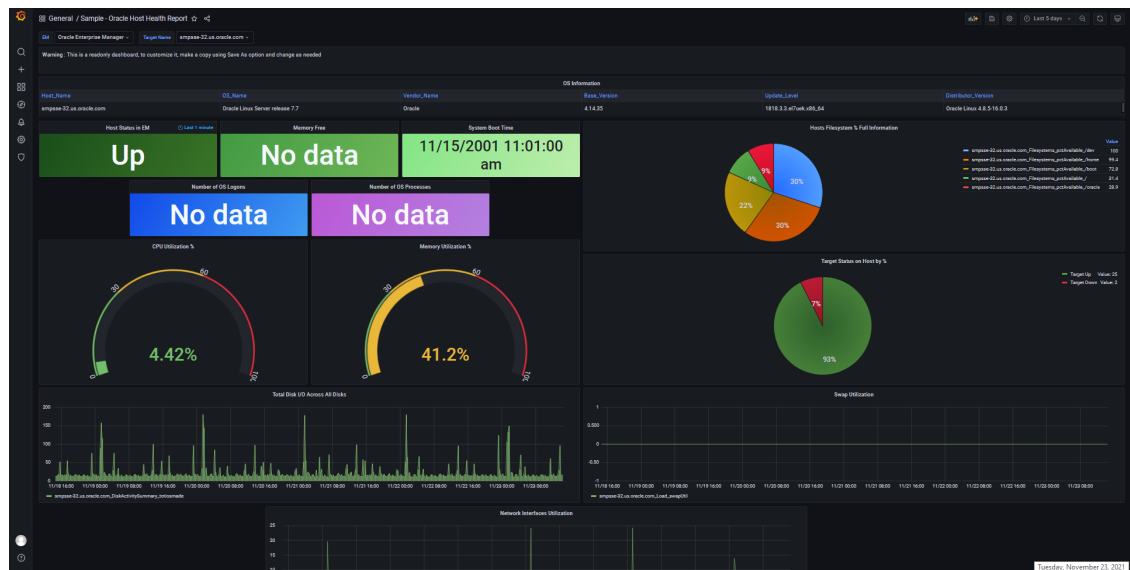 General / Sample - Oracle Host Health Report
Last 5 days
EM Oracle Enterprise Manager Target Name smpsse-32.us.oracle.com
Warning : This is a readonly dashboard, to customize it, make a copy using Save As option and change as needed
OS Information
Host_Name OS_Name Vendor_Name Base_Version Update_Level Distributor_Version
smpsse-32.us.oracle.com Oracle Linux Server release 7.7 Oracle 4.14.35 1818.3.3.el7uek.x86_64 Oracle Linux 4.8.5-16.0.3
Host Status in EM Last 1 minute
Up
Memory Free
No data
System Boot Time
11/15/2001 11:01:00
am
Number of OS Logons
No data
Number of OS Processes
No data
Hosts Filesystem % Full Information
Value
smpsse-32.us.oracle.com_Filesystems_pctAvailable_/dev 100
smpsse-32.us.oracle.com_Filesystems_pctAvailable_/home 99.4
smpsse-32.us.oracle.com_Filesystems_pctAvailable_/boot 72.8
smpsse-32.us.oracle.com_Filesystems_pctAvailable_/ 31.4
smpsse-32.us.oracle.com_Filesystems_pctAvailable_/oracle 28.9
9%
9%
30%
22%
30%
CPU Utilization %
0
30
60
100
4.42%
Memory Utilization %
0
30
60
100
41.2%
Target Status on Host by %
Target Up Value: 25
Target Down Value: 2
7%
93%
Total Disk I/O Across All Disks
200
150
100
50
0
11/18 16:00 11/19 00:00 11/19 08:00 11/19 16:00 11/20 00:00 11/20 08:00 11/20 16:00 11/21 00:00 11/21 08:00 11/21 16:00 11/22 00:00 11/22 08:00 11/22 16:00 11/23 00:00 11/23 08:00
smpsse-32.us.oracle.com_DiskActivitySummary_totiosmade
Swap Utilization
1
0.500
0
-0.50
-1
11/18 16:00 11/19 00:00 11/19 08:00 11/19 16:00 11/20 00:00 11/20 08:00 11/20 16:00 11/21 00:00 11/21 08:00 11/21 16:00 11/22 00:00 11/22 08:00 11/22 16:00 11/23 00:00 11/23 08:00
smpsse-32.us.oracle.com_Load_swapUtil
Network Interfaces Utilization
25
20
15
Tuesday, November 23, 2021